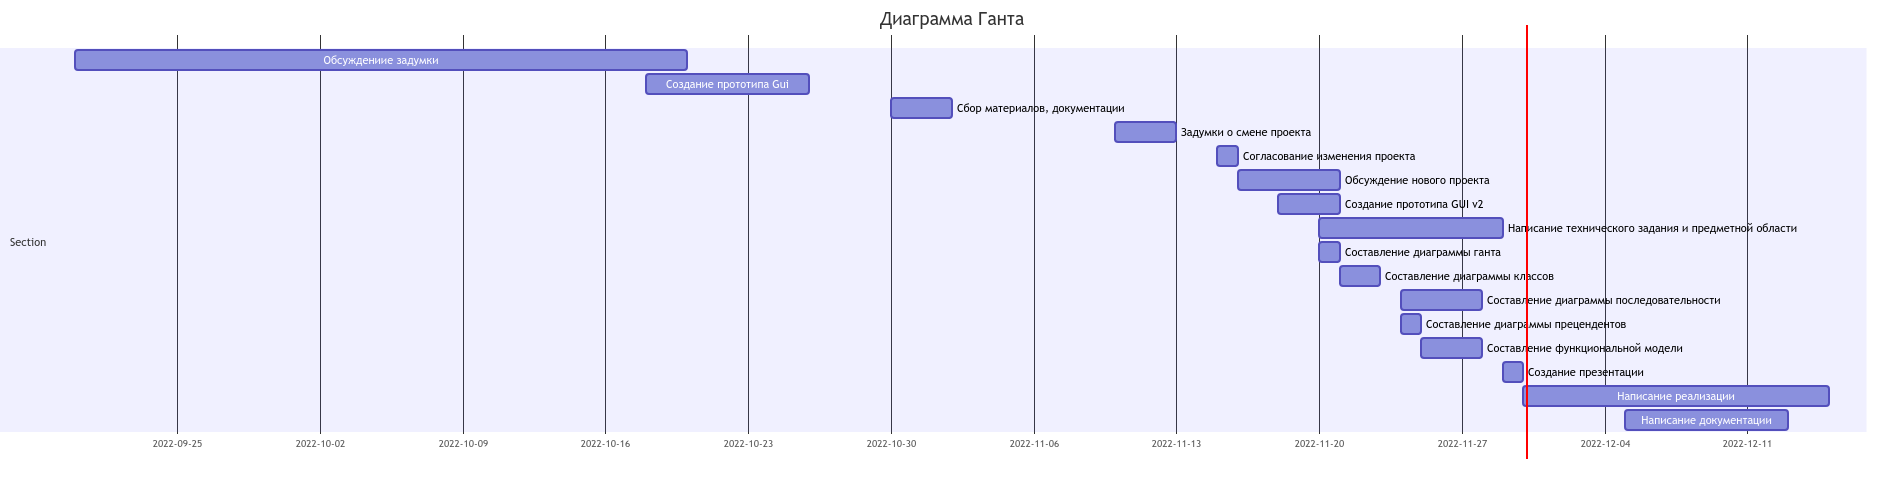 Диаграмма Ганта
Обсуждениие задумки
Создание прототипа Gui
Сбор материалов, документации
Задумки о смене проекта
Согласование изменения проекта
Обсуждение нового проекта
Создание прототипа GUI v2
Написание технического задания и предметной области
Section
Составление диаграммы ганта
Составление диаграммы классов
Составление диаграммы последовательности
Составление диаграммы прецендентов
Составление функциональной модели
Создание презентации
Написание реализации
Написание документации
2022-09-25 2022-10-02 2022-10-09 2022-10-16 2022-10-23 2022-10-30 2022-11-06 2022-11-13 2022-11-20 2022-11-27 2022-12-04 2022-12-11